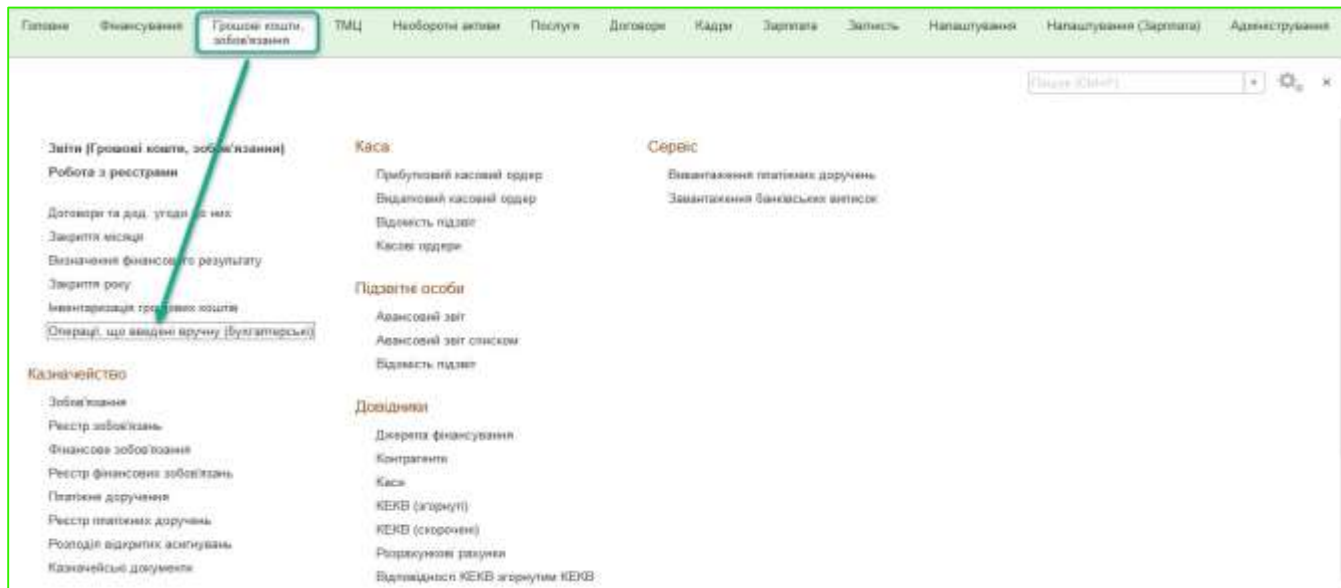 Головне Фінансування Грошові кошти, зобов'язання ТМЦ Необоротні активи Послуги Договори Кадри Зарплата Звітність Налаштування Налаштування (Зарплата) Адміністрування
Пошук (Ctrl+F)
Звіти (Грошові кошти, зобов'язання)
Робота з реєстрами
Договори та дод. угоди до них
Закриття місяця
Визначення фінансового результату
Закриття року
Інвентаризація грошових коштів
Операції, що введені вручну (бухгалтерські)
Казначейство
Зобов'язання
Реєстр зобов'язань
Фінансове зобов'язання
Реєстр фінансових зобов'язань
Платіжне доручення
Реєстр платіжних доручень
Розподіл відкритих асигнувань
Казначейські документи
Каса
Прибутковий касовий ордер
Видатковий касовий ордер
Відомість підзвіт
Касові ордери
Підзвітні особи
Авансовий звіт
Авансовий звіт списком
Відомість підзвіт
Довідники
Джерела фінансування
Контрагенти
Каси
КЕКВ (згорнуті)
КЕКВ (скорочені)
Розрахункові рахунки
Відповідності КЕКВ згорнутим КЕКВ
Сервіс
Вивантаження платіжних доручень
Завантаження банківських виписок